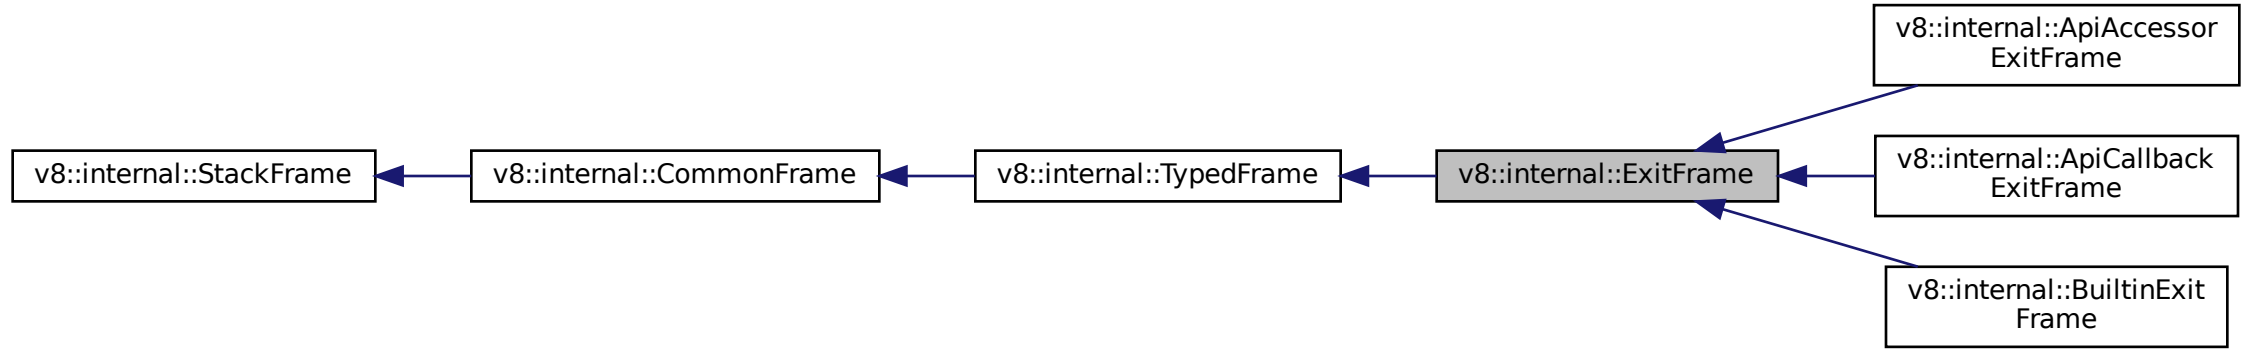 v8::internal::StackFrame
v8::internal::CommonFrame
v8::internal::TypedFrame
v8::internal::ExitFrame
v8::internal::ApiAccessor
ExitFrame
v8::internal::ApiCallback
ExitFrame
v8::internal::BuiltinExit
Frame